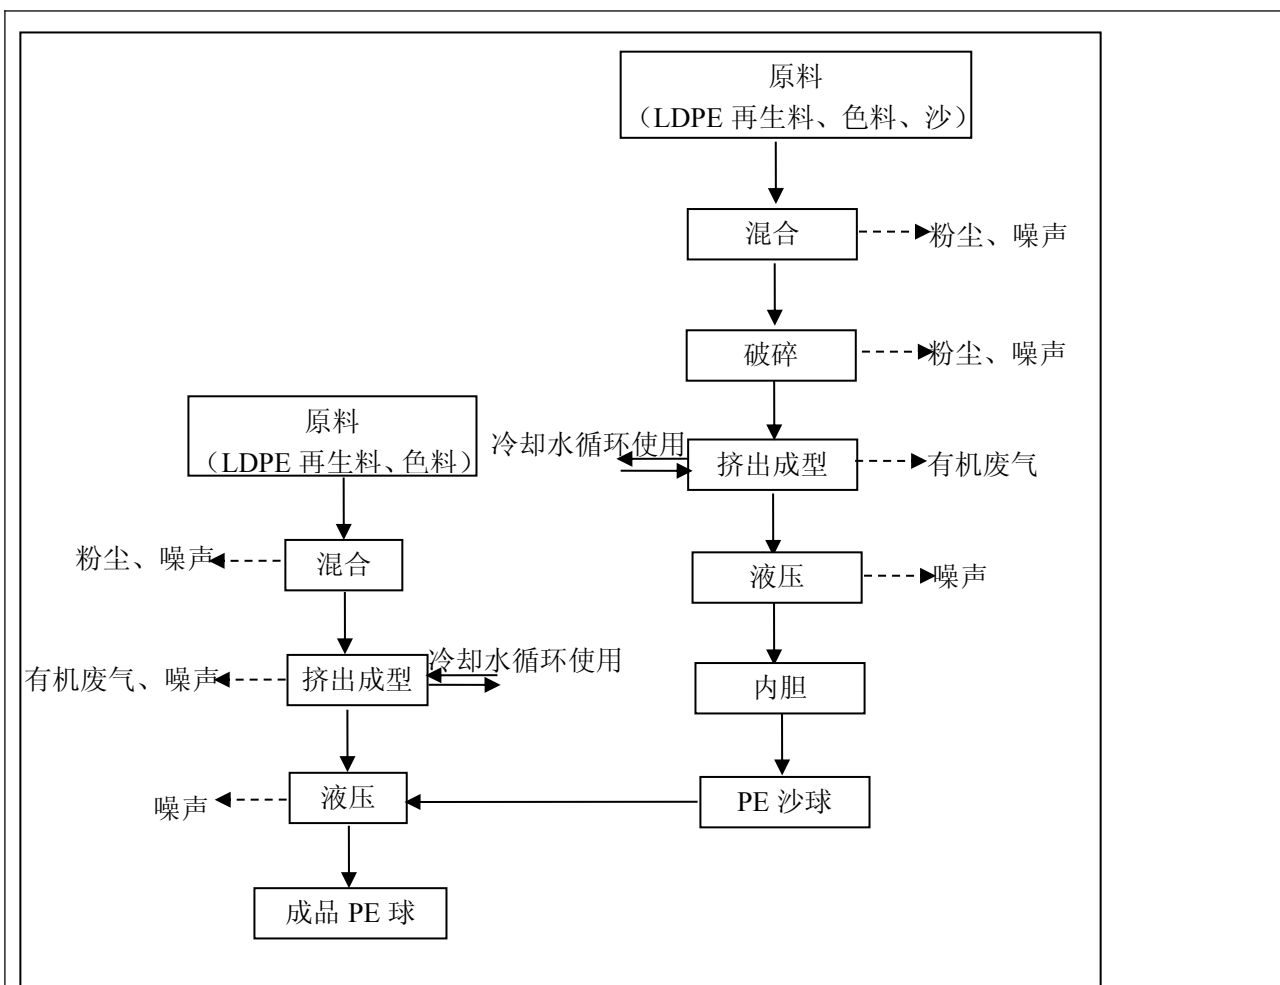 原料
（LDPE 再生料、色料、沙）
混合
粉尘、噪声
破碎
粉尘、噪声
原料
（LDPE 再生料、色料）
冷却水循环使用
挤出成型
有机废气
粉尘、噪声
混合
液压
噪声
有机废气、噪声
挤出成型
冷却水循环使用
内胆
噪声
液压
PE 沙球
成品 PE 球